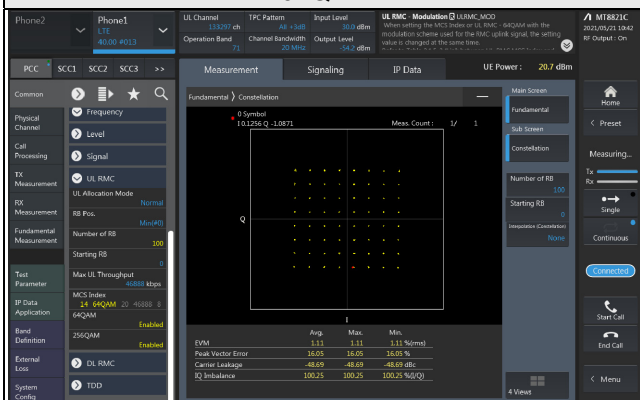 Phone2
Phone1
LTE
40.00 #013
UL Channel
133297 ch
TPC Pattern
All +3dB
Input Level
30.0 dBm
Operation Band
71
Channel Bandwidth
20 MHz
Output Level
-54.2 dBm
UL RMC - Modulation ULRMC_MOD
When setting the MCS Index or UL RMC - 64QAM with the
modulation scheme used for the RMC uplink signal, the setting
value is changed at the same time.
MT8821C
2021/05/21 10:42
RF Output : On
PCC
SCC1
SCC2
SCC3
>>
Measurement
Signaling
IP Data
UE Power : 20.7 dBm
Common
Physical
Channel
Call
Processing
TX
Measurement
RX
Measurement
Fundamental
Measurement
Test
Parameter
IP Data
Application
Band
Definition
External
Loss
System
Config
Frequency
Level
Signal
UL RMC
UL Allocation Mode
Normal
RB Pos.
Min(#0)
Number of RB
100
Starting RB
0
Max UL Throughput
46888 kbps
MCS Index
14 64QAM 20 46888 8
64QAM
Enabled
256QAM
Enabled
DL RMC
TDD
Fundamental > Constellation
0 Symbol
I 0.1256 Q -1.0871
Meas. Count : 1/ 1
Q
I
Avg. Max. Min.
EVM 1.11 1.11 1.11 %(rms)
Peak Vector Error 16.05 16.05 16.05 %
Carrier Leakage -48.69 -48.69 -48.69 dBc
IQ Imbalance 100.25 100.25 100.25 %(I/Q)
Main Screen
Fundamental
Sub Screen
Constellation
Number of RB
100
Starting RB
0
Interpolation (Constellation)
None
4 Views
Home
< Preset
Measuring...
Tx
Rx
Single
Continuous
Connected
Start Call
End Call
< Menu